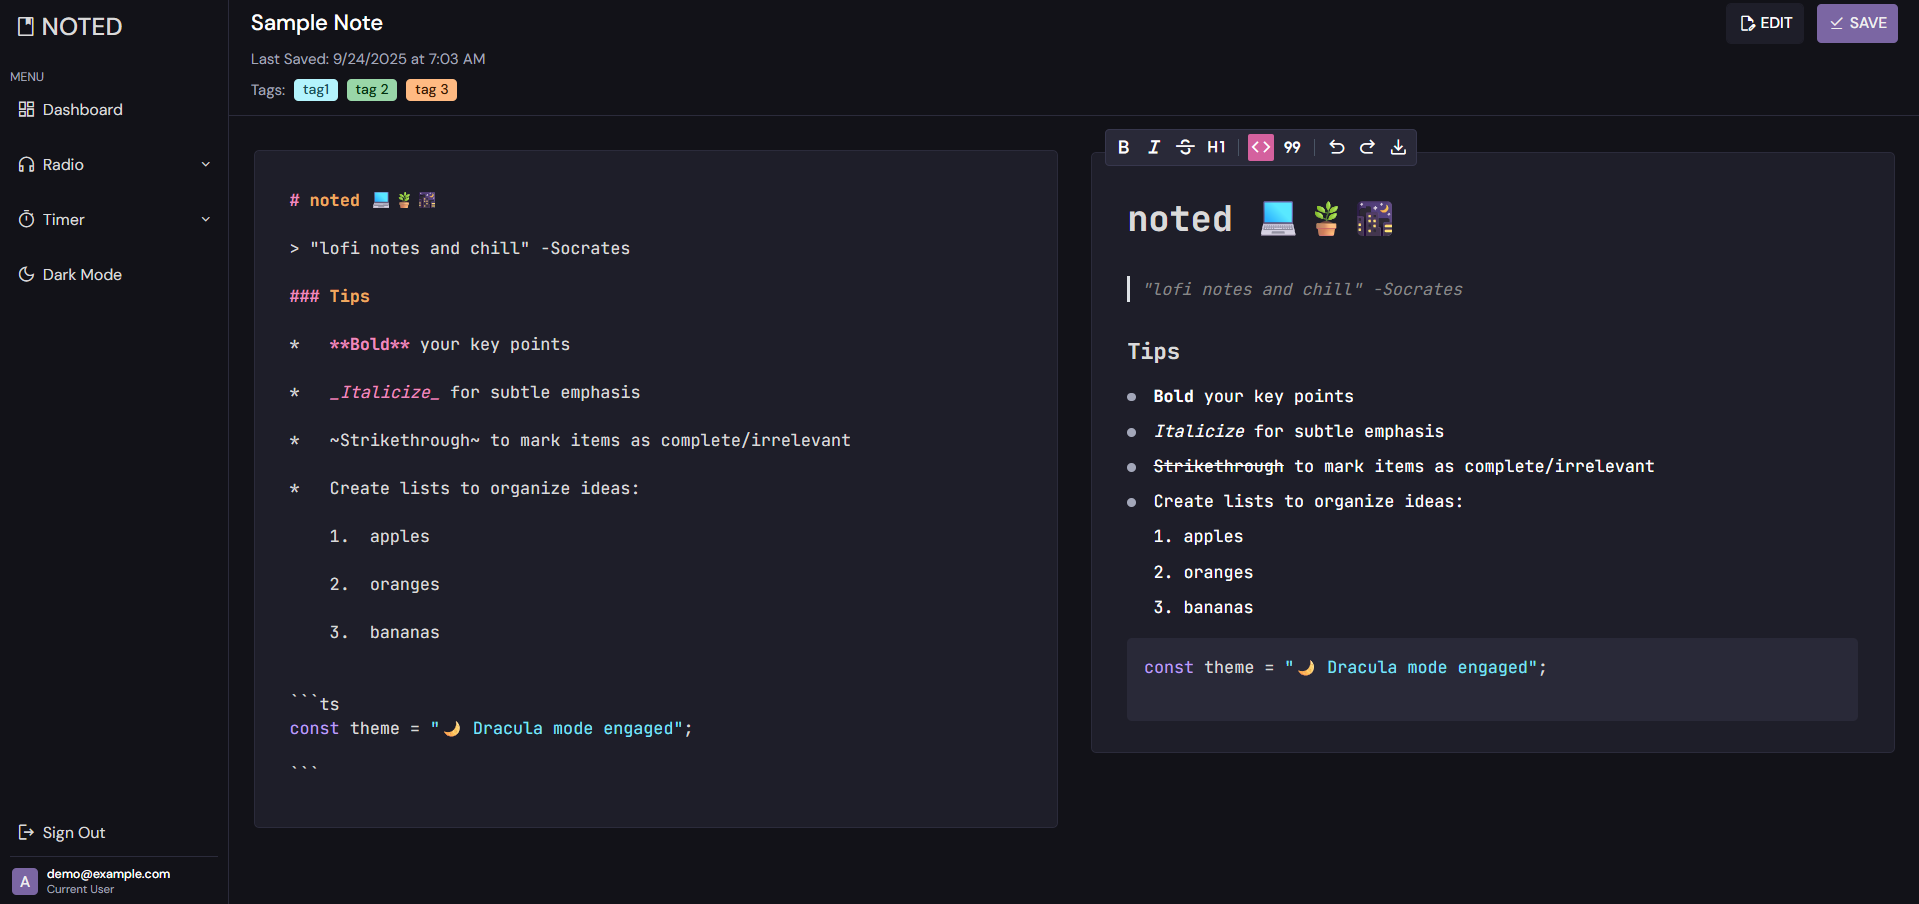 NOTED
MENU
Dashboard
Radio
Timer
Dark Mode
Sign Out
A
demo@example.com
Current User
Sample Note
Last Saved: 9/24/2025 at 7:03 AM
Tags: tag1 tag 2 tag 3
EDIT
SAVE
# noted 💻 🪴 🌃
> "lofi notes and chill" -Socrates
### Tips
*   **Bold** your key points
*   _Italicize_ for subtle emphasis
*   ~Strikethrough~ to mark items as complete/irrelevant
*   Create lists to organize ideas:
    1.  apples
    2.  oranges
    3.  bananas
```ts
const theme = "🌙 Dracula mode engaged";
```
B I S H1 <> 99
noted 💻 🪴 🌃
"lofi notes and chill" -Socrates
Tips
• Bold your key points
• Italicize for subtle emphasis
• Strikethrough to mark items as complete/irrelevant
• Create lists to organize ideas:
1. apples
2. oranges
3. bananas
const theme = "🌙 Dracula mode engaged";